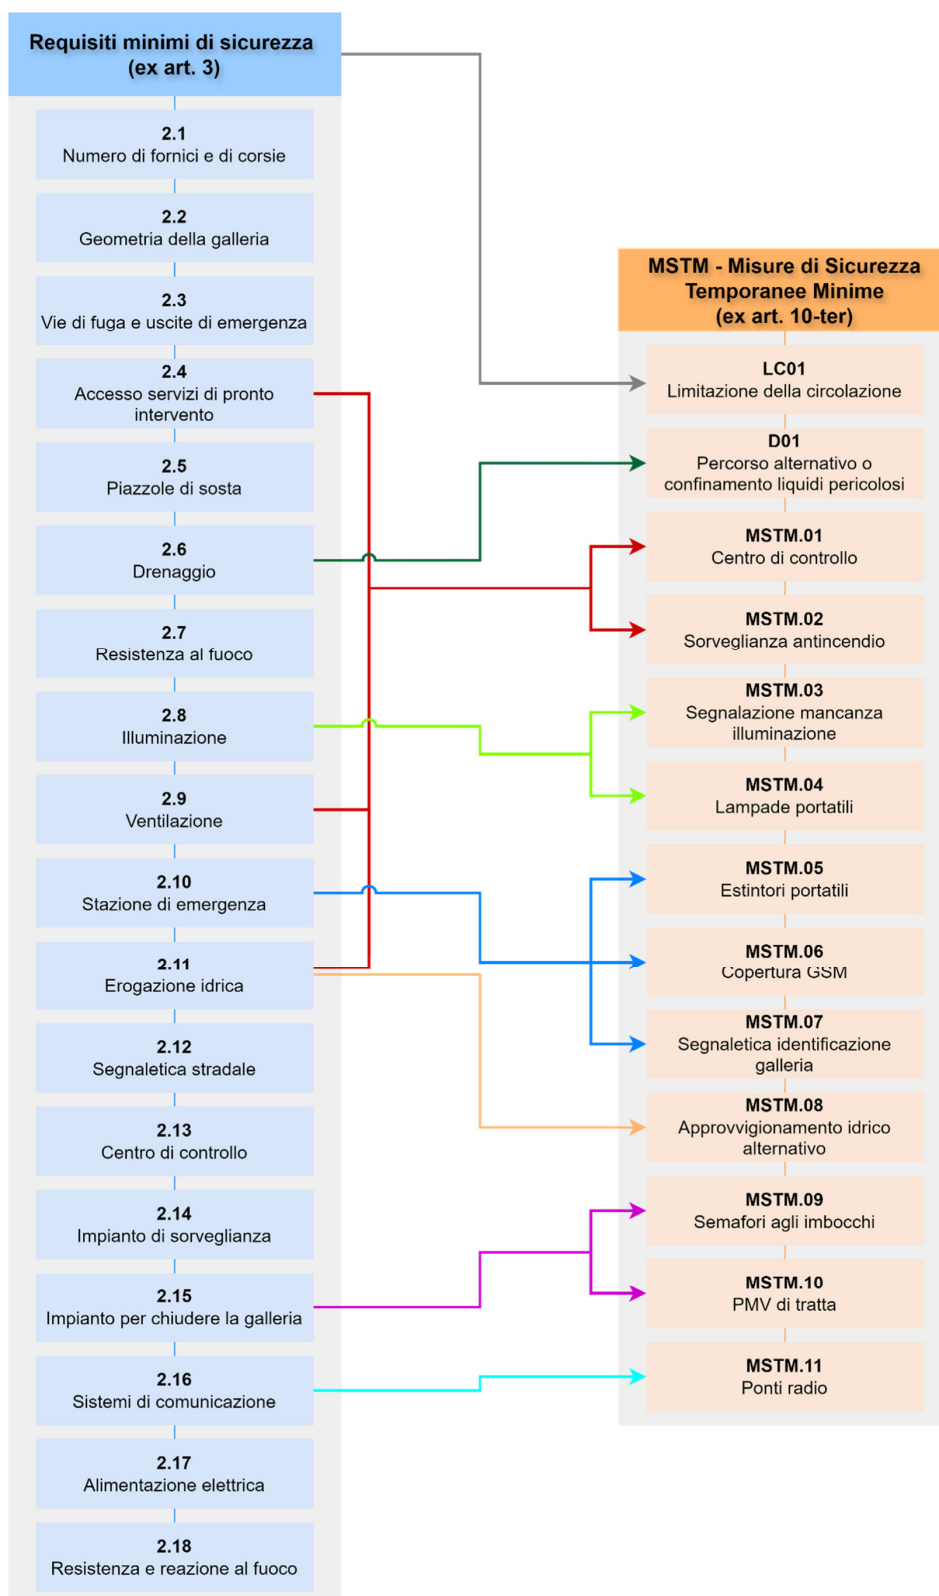 Requisiti minimi di sicurezza
(ex art. 3)
2.1
Numero di fornici e di corsie
2.2
Geometria della galleria
2.3
Vie di fuga e uscite di emergenza
2.4
Accesso servizi di pronto
intervento
2.5
Piazzole di sosta
2.6
Drenaggio
2.7
Resistenza al fuoco
2.8
Illuminazione
2.9
Ventilazione
2.10
Stazione di emergenza
2.11
Erogazione idrica
2.12
Segnaletica stradale
2.13
Centro di controllo
2.14
Impianto di sorveglianza
2.15
Impianto per chiudere la galleria
2.16
Sistemi di comunicazione
2.17
Alimentazione elettrica
2.18
Resistenza e reazione al fuoco
MSTM - Misure di Sicurezza
Temporanee Minime
(ex art. 10-ter)
LC01
Limitazione della circolazione
D01
Percorso alternativo o
confinamento liquidi pericolosi
MSTM.01
Centro di controllo
MSTM.02
Sorveglianza antincendio
MSTM.03
Segnalazione mancanza
illuminazione
MSTM.04
Lampade portatili
MSTM.05
Estintori portatili
MSTM.06
Copertura GSM
MSTM.07
Segnaletica identificazione
galleria
MSTM.08
Approvvigionamento idrico
alternativo
MSTM.09
Semafori agli imbocchi
MSTM.10
PMV di tratta
MSTM.11
Ponti radio